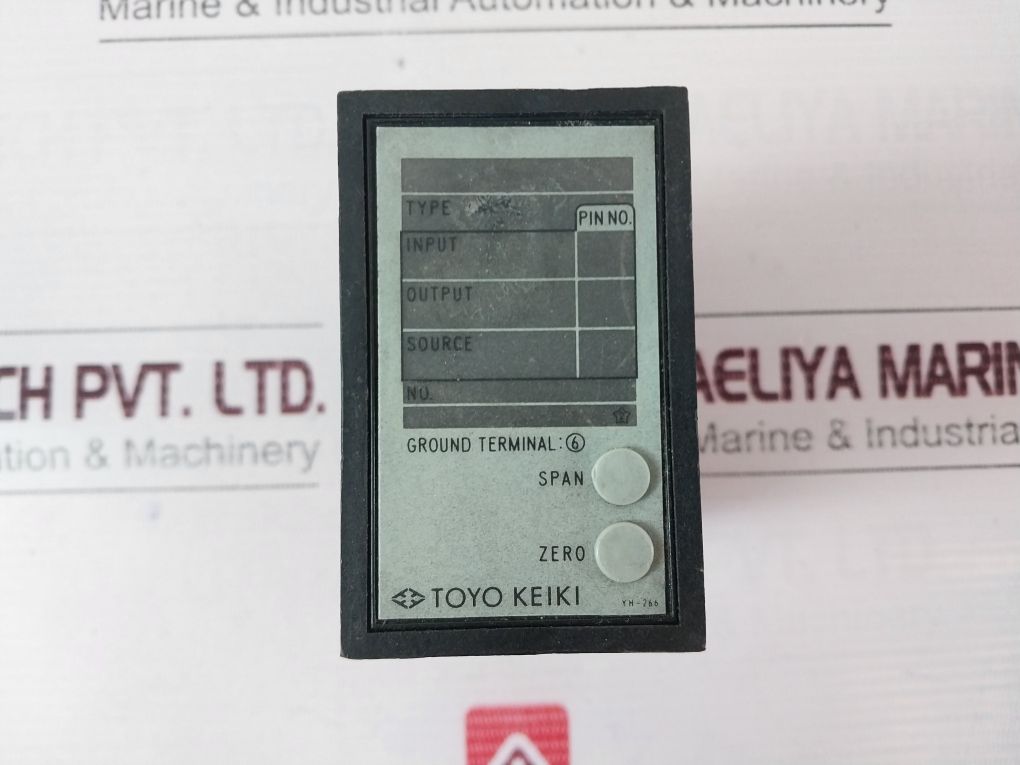 Marine & Industrial Automation & Machinery
TYPE
PIN NO.
INPUT
OUTPUT
SOURCE
NO.
CH PVT. LTD.
AELIYA MARIN
tion & Machinery
Marine & Industria
GROUND TERMINAL:⑥
SPAN
ZERO
TOYO KEIKI
YH-266